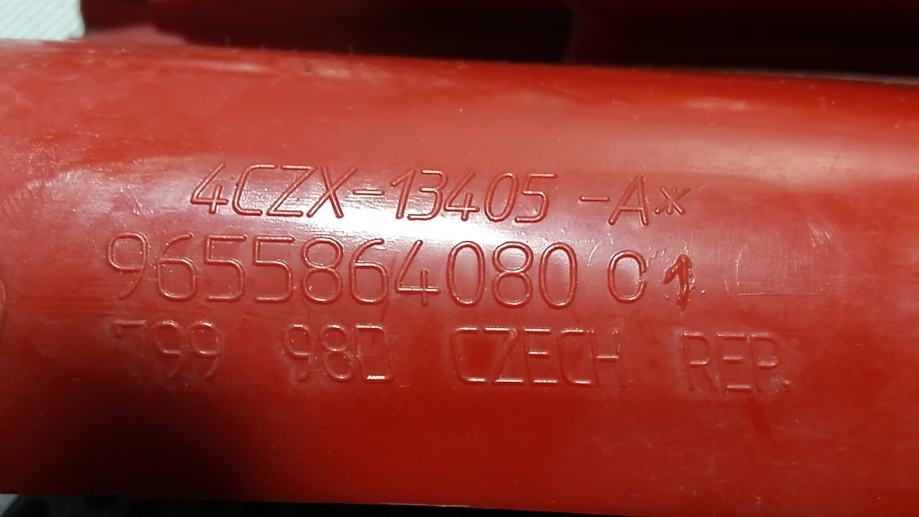 4CZX-13405 -A*
9655864080 C1
799 98D CZECH REP.